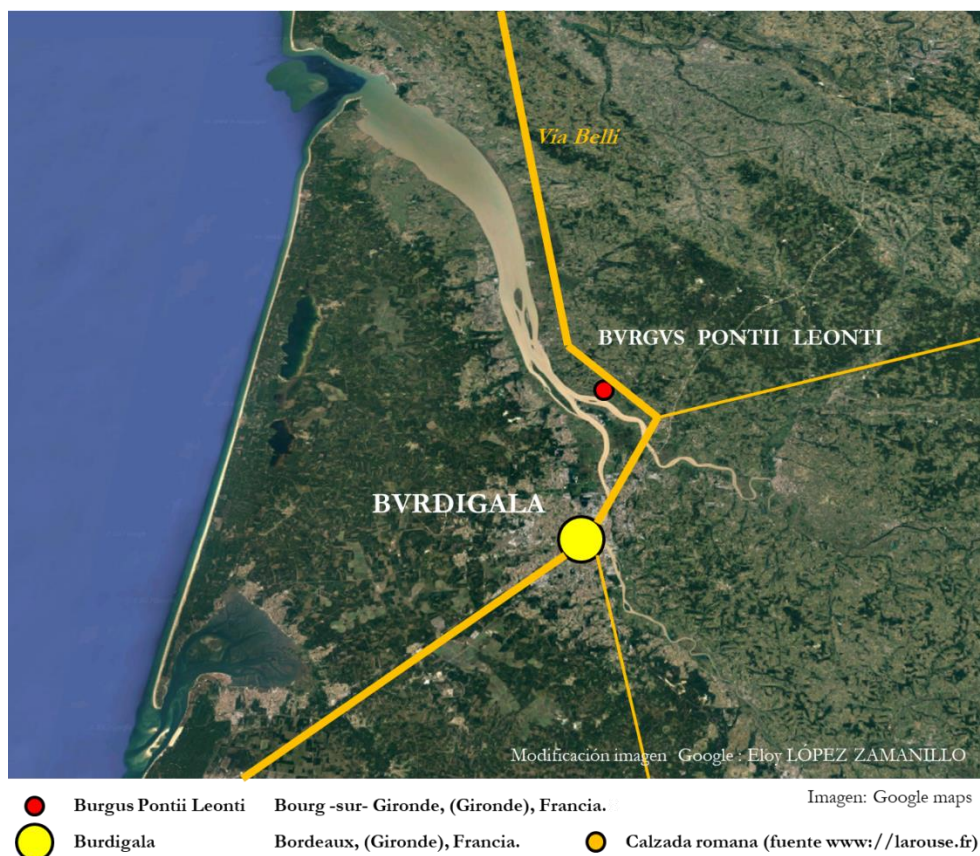 Via Belli
BVRGVS PONTII LEONTI
BVRDIGALA
Modificación imagen Google : Eloy LÓPEZ ZAMANILLO
Imagen: Google maps
Burgus Pontii Leonti Bourg -sur- Gironde, (Gironde), Francia.
Burdigala Bordeaux, (Gironde), Francia. Calzada romana (fuente www://larouse.fr)